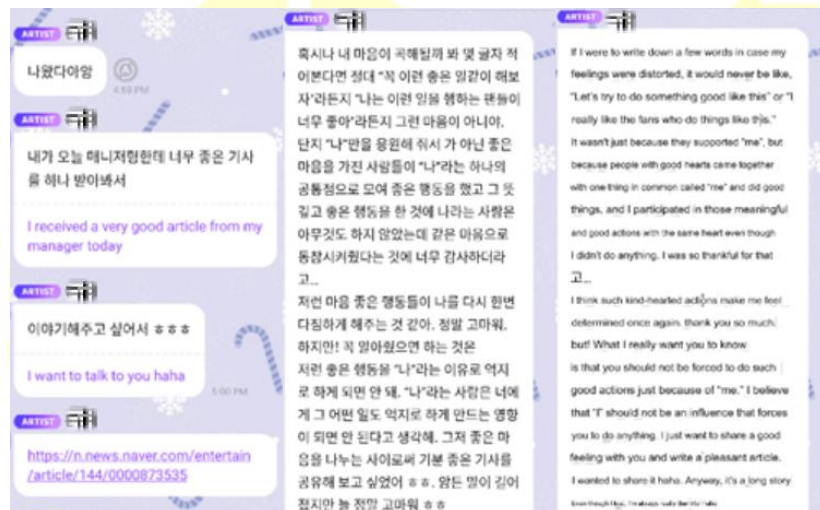 ARTIST
나왔다아앙
4:59 PM
ARTIST
내가 오늘 매니저형한테 너무 좋은 기사
를 하나 받아봐서
I received a very good article from my
manager today
ARTIST
이야기해주고 싶어서 ㅎㅎㅎ
I want to talk to you haha
5:00 PM
ARTIST
https://n.news.naver.com/entertain
/article/144/0000873535
ARTIST
혹시나 내 마음이 곡해될까 봐 몇 글자 적
어본다면 절대 "꼭 이런 좋은 일같이 해보
자"라든지 "나는 이런 일을 행하는 팬들이
너무 좋아"라든지 그런 마음이 아니야.
단지 "나"만을 응원해 줘서 가 아닌 좋은
마음을 가진 사람들이 "나"라는 하나의
공통점으로 모여 좋은 행동을 했고 그 뜻
깊고 좋은 행동을 한 것에 나라는 사람은
아무것도 하지 않았는데 같은 마음으로
동참시켜줬다는 것에 너무 감사하더라
고...
저런 마음 좋은 행동들이 나를 다시 한번
다짐하게 해주는 것 같아. 정말 고마워.
하지만! 꼭 알아줬으면 하는 것은
저런 좋은 행동을 "나"라는 이유로 억지
로 하게 되면 안 돼. "나"라는 사람은 너에
게 그 어떤 일도 억지로 하게 만드는 영향
이 되면 안 된다고 생각해. 그저 좋은 마
음을 나누는 사이로써 기분 좋은 기사를
공유해 보고 싶었어 ㅎㅎ. 암튼 말이 길어
졌지만 늘 정말 고마워 ㅎㅎ
ARTIST
If I were to write down a few words in case my
feelings were distorted, it would never be like,
"Let's try to do something good like this" or "I
really like the fans who do things like this."
It wasn't just because they supported "me", but
because people with good hearts came together
with one thing in common called "me" and did good
things, and I participated in those meaningful
and good actions with the same heart even though
I didn't do anything. I was so thankful for that
고...
I think such kind-hearted actions make me feel
determined once again. thank you so much.
but! What I really want you to know
is that you should not be forced to do such
good actions just because of "me." I believe
that "I" should not be an influence that forces
you to do anything. I just want to share a good
feeling with you and write a pleasant article.
I wanted to share it haha. Anyway, it's a long story